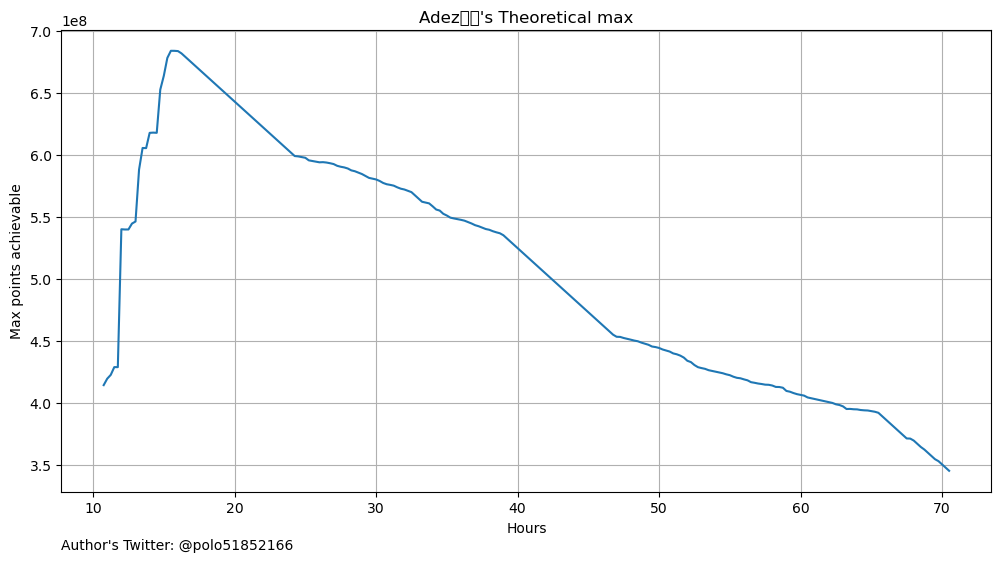 Adez's Theoretical max
1e8
7.0
6.5
6.0
5.5
5.0
4.5
4.0
3.5
Max points achievable
10 20 30 40 50 60 70
Hours
Author's Twitter: @polo51852166